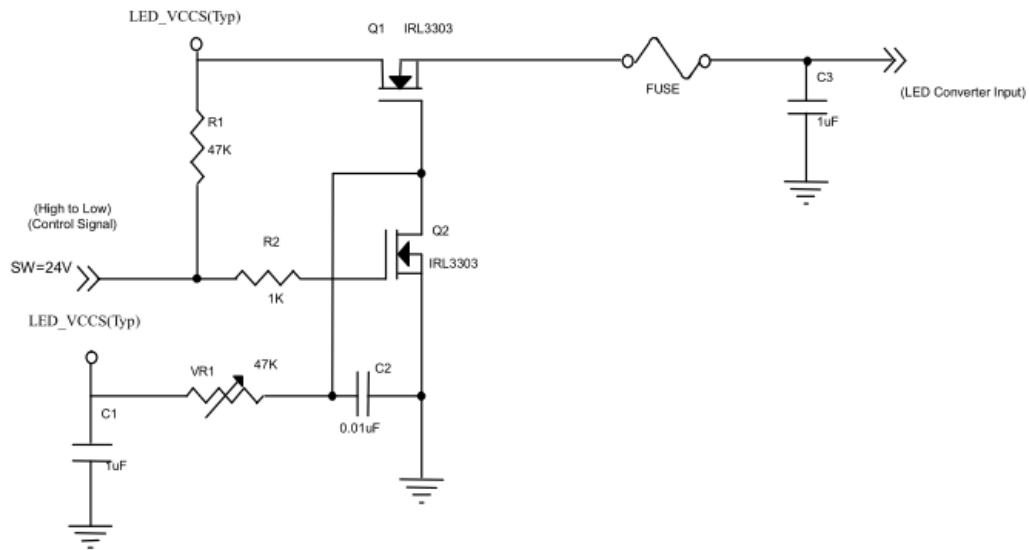 LED_VCCS(Typ)
Q1 IRL3303
FUSE
C3
1uF
(LED Converter Input)
R1
47K
(High to Low)
(Control Signal)
SW=24V
R2
1K
Q2
IRL3303
LED_VCCS(Typ)
VR1
47K
C2
0.01uF
C1
1uF